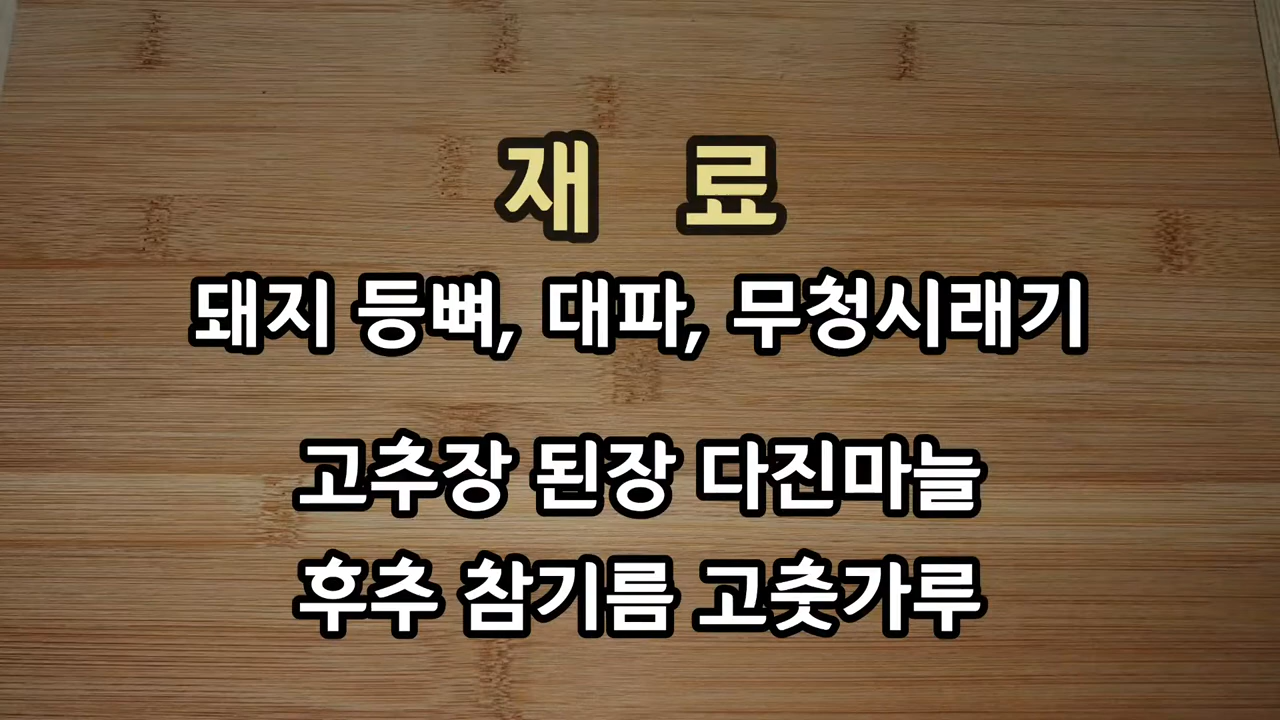 재 료
돼지 등뼈, 대파, 무청시래기
고추장 된장 다진마늘
후추 참기름 고춧가루